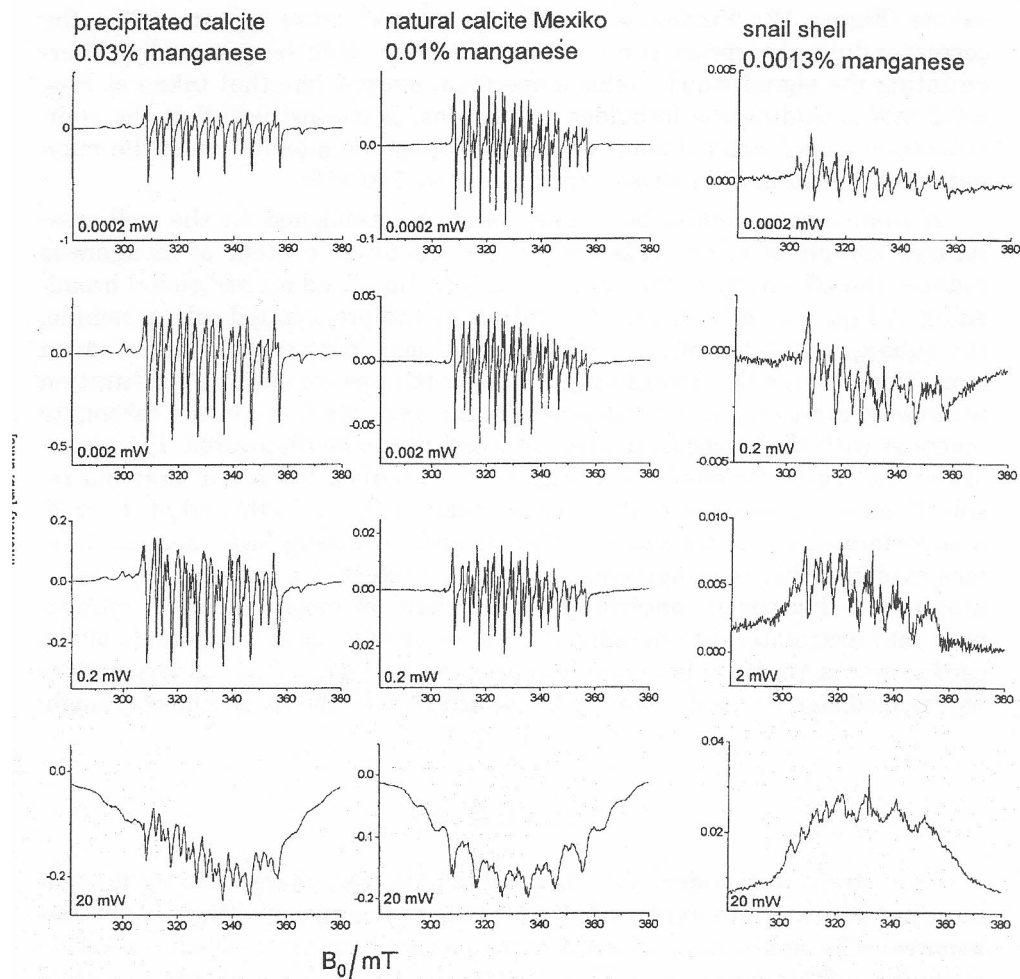 precipitated calcite
0.03% manganese
natural calcite Mexiko
0.01% manganese
snail shell
0.0013% manganese
0
-1
0.0002 mW
300 320 340 360 380
0.0
-0.1
0.0002 mW
300 320 340 360 380
0.005
0.000
0.0002 mW
300 320 340 360 380
0.0
-0.5
0.002 mW
300 320 340 360 380
0.05
0.00
-0.05
0.002 mW
300 320 340 360 380
0.000
-0.005
0.2 mW
300 320 340 360 380
0.2
0.0
-0.2
0.2 mW
300 320 340 360 380
0.02
0.00
-0.02
0.2 mW
300 320 340 360 380
0.010
0.005
0.000
2 mW
300 320 340 360 380
0.0
-0.2
20 mW
300 320 340 360 380
0.0
-0.1
-0.2
20 mW
300 320 340 360 380
0.04
0.02
20 mW
300 320 340 360 380
B₀/mT